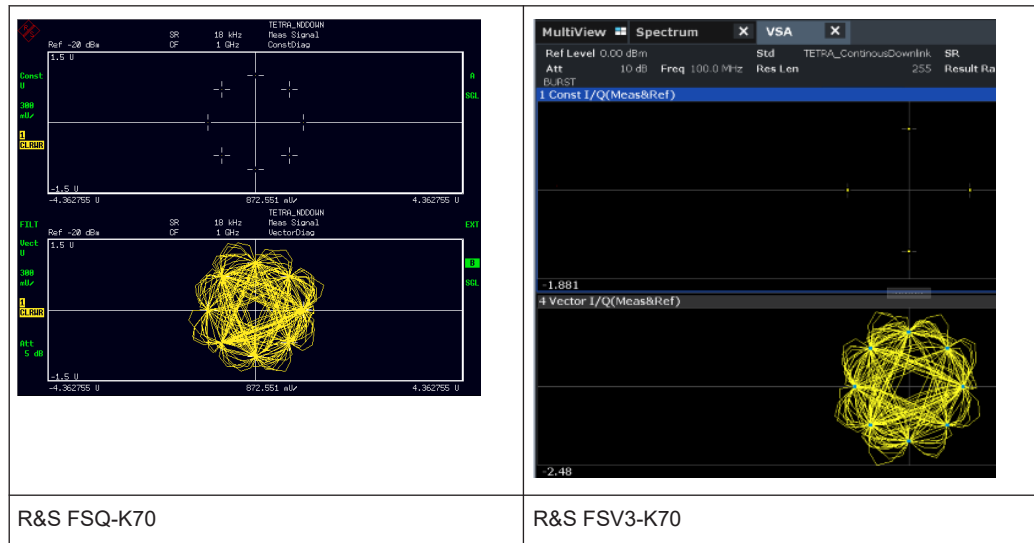 TETRA_NDDOWN
SR 18 kHz Meas Signal
Ref -20 dBm CF 1 GHz ConstDiag
1.5 U
Const
U
A
SGL
300
mU/
1
CLRWR
-1.5 U
-4.362755 U 872.551 mU/ 4.362755 U
TETRA_NDDOWN
FILT SR 18 kHz Meas Signal EXT
Ref -20 dBm CF 1 GHz VectorDiag
Vect
U
1.5 U
B
300
mU/
SGL
1
CLRWR
Att
5 dB
-1.5 U
-4.362755 U 872.551 mU/ 4.362755 U
MultiView Spectrum X VSA X
Ref Level 0.00 dBm Std TETRA_ContinousDownlink SR
Att 10 dB Freq 100.0 MHz Res Len 255 Result Ra
BURST
1 Const I/Q(Meas&Ref)
-1.881
4 Vector I/Q(Meas&Ref)
-2.48
R&S FSQ-K70 R&S FSV3-K70